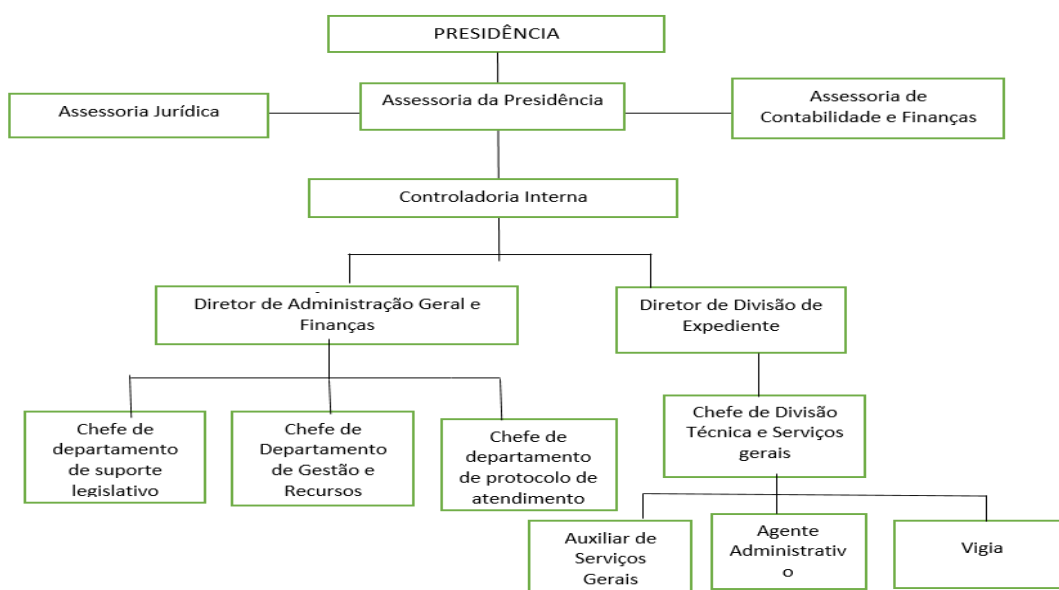 PRESIDÊNCIA
Assessoria Jurídica
Assessoria da Presidência
Assessoria de
Contabilidade e Finanças
Controladoria Interna
Diretor de Administração Geral e
Finanças
Diretor de Divisão de
Expediente
Chefe de
departamento
de suporte
legislativo
Chefe de
Departamento
de Gestão e
Recursos
Chefe de
departamento
de protocolo de
atendimento
Chefe de Divisão
Técnica e Serviços
gerais
Auxiliar de
Serviços
Gerais
Agente
Administrativ
o
Vigia